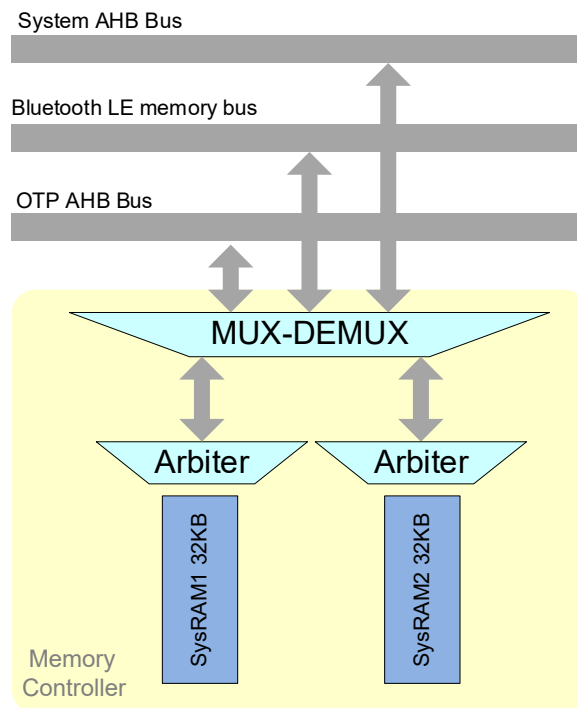 System AHB Bus
Bluetooth LE memory bus
OTP AHB Bus
MUX-DEMUX
Arbiter
Arbiter
SysRAM1 32KB
SysRAM2 32KB
Memory
Controller